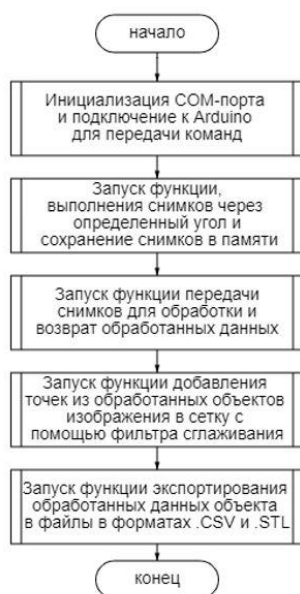 начало
Инициализация COM-порта
и подключение к Arduino
для передачи команд
Запуск функции,
выполнения снимков через
определенный угол и
сохранение снимков в памяти
Запуск функции передачи
снимков для обработки и
возврат обработанных данных
Запуск функции добавления
точек из обработанных объектов
изображения в сетку с
помощью фильтра сглаживания
Запуск функции экспортирования
обработанных данных объекта
в файлы в форматах .CSV и .STL
конец